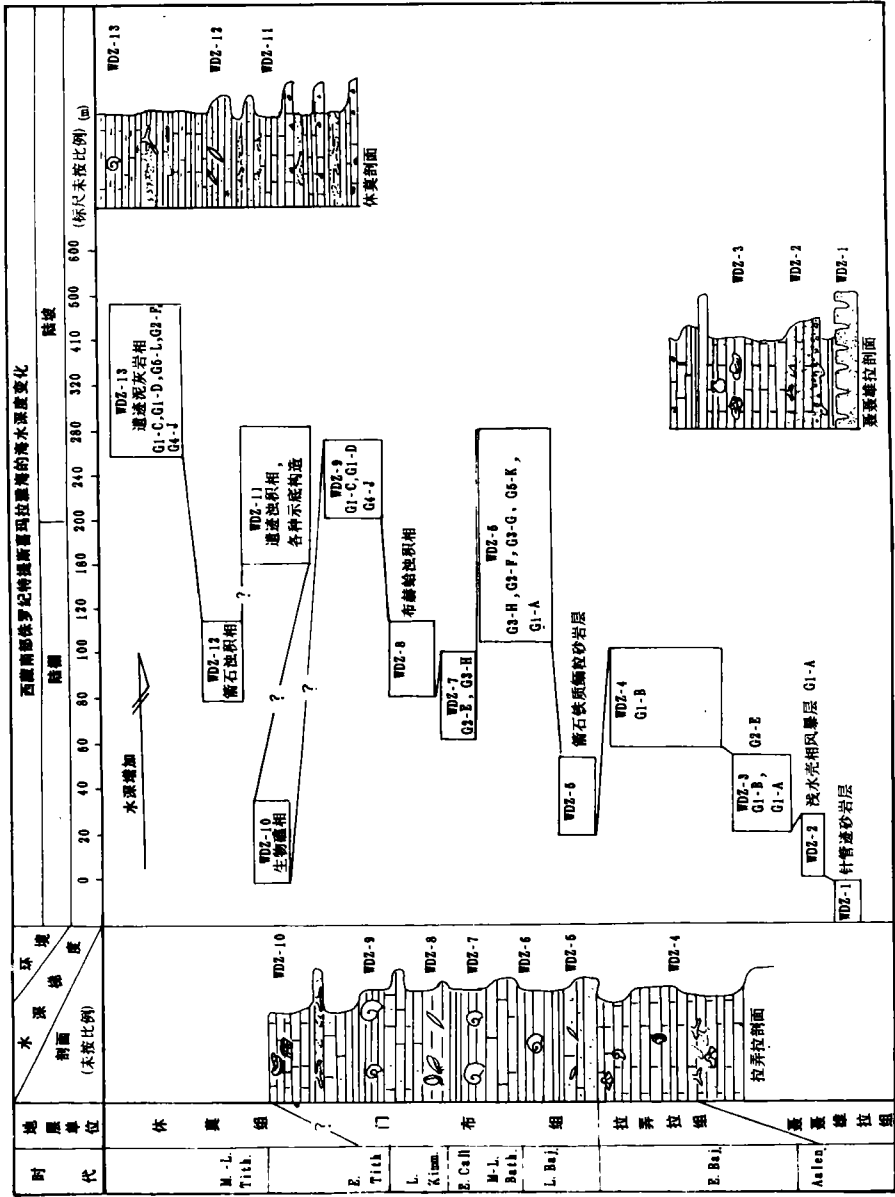 西藏南部侏罗纪特提斯喜玛拉雅海的海水深度变化
时代
地层单位
水深梯度
环境
剖面
(未按比例)
陆棚
陆坡
0 20 40 60 80 100 120 160 200 240 280 320 410 500 600
(标尺未按比例) (m)
水深增加
M.-L. Tith.
E. Tith
L. Kimm.
E. Call
M-L. Bath.
L. Baj.
E. Baj.
Aalen.
休莫组
?
门布组
拉弄拉组
聂聂雄拉组
WDZ-10
WDZ-9
WDZ-8
WDZ-7
WDZ-6
WDZ-5
WDZ-4
拉弄拉剖面
WDZ-13
遗迹泥灰岩相
G1-C,G1-D,G5-L,G2-F,
G4-J
WDZ-12
箭石浊积相
?
WDZ-11
遗迹浊积相,
各种示底构造
WDZ-10
生物礁相
?
?
WDZ-9
G1-C,G1-D
G4-J
WDZ-8
布赫蛤浊积相
WDZ-7
G2-E,G3-H
WDZ-6
G3-H,G2-F,G3-G、G5-K,
G1-A
WDZ-5
箭石铁质鲕粒砂岩层
WDZ-4
G1-B
WDZ-3
G1-B,
G1-A
G2-E
WDZ-2
浅水壳相风暴层 G1-A
WDZ-1
针管迹砂岩层
WDZ-13
WDZ-12
WDZ-11
休莫剖面
WDZ-3
WDZ-2
WDZ-1
聂聂雄拉剖面